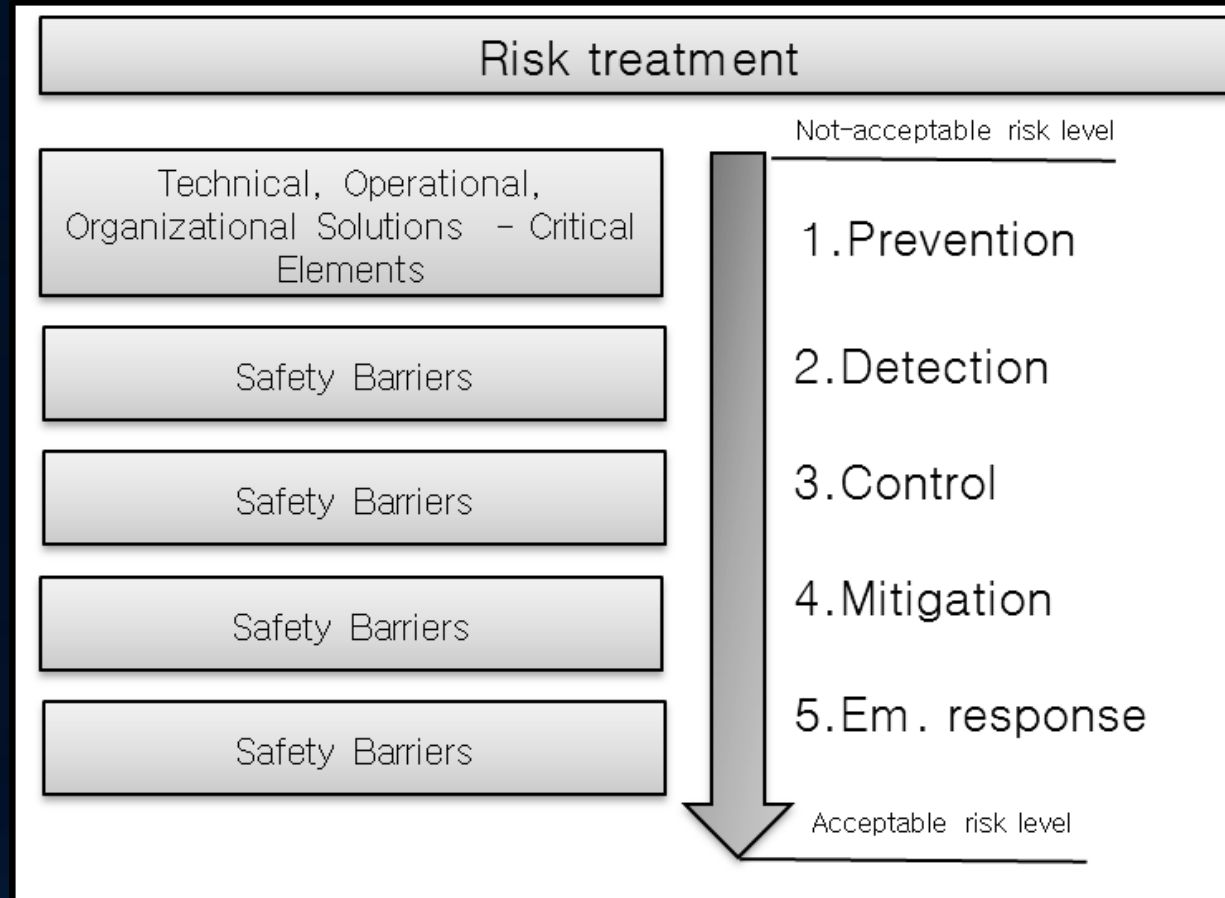 Risk treatment
Not-acceptable risk level
Technical, Operational,
Organizational Solutions - Critical
Elements
1.Prevention
Safety Barriers
2.Detection
Safety Barriers
3.Control
Safety Barriers
4.Mitigation
Safety Barriers
5.Em. response
Acceptable risk level